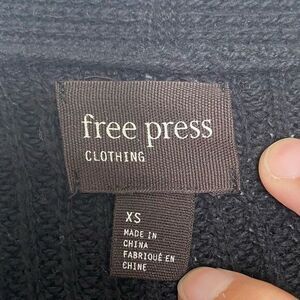 free press
CLOTHING
XS
MADE IN
CHINA
FABRIQUÉ EN
CHINE